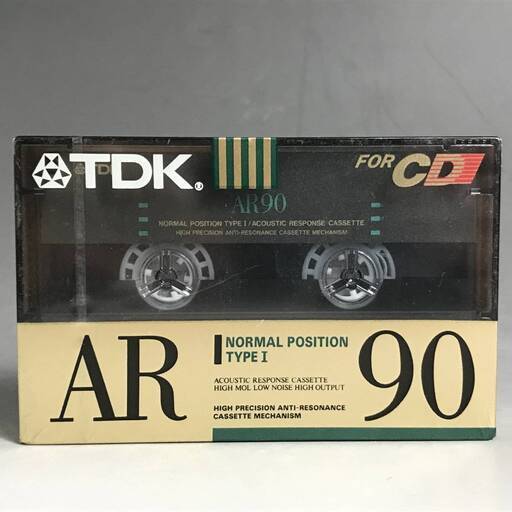 TDK®
FOR CD
AR90
NORMAL POSITION TYPE I / ACOUSTIC RESPONSE CASSETTE
HIGH PRECISION ANTI-RESONANCE CASSETTE MECHANISM
AR
NORMAL POSITION
TYPE I
ACOUSTIC RESPONSE CASSETTE
HIGH MOL LOW NOISE HIGH OUTPUT
HIGH PRECISION ANTI-RESONANCE
CASSETTE MECHANISM
90